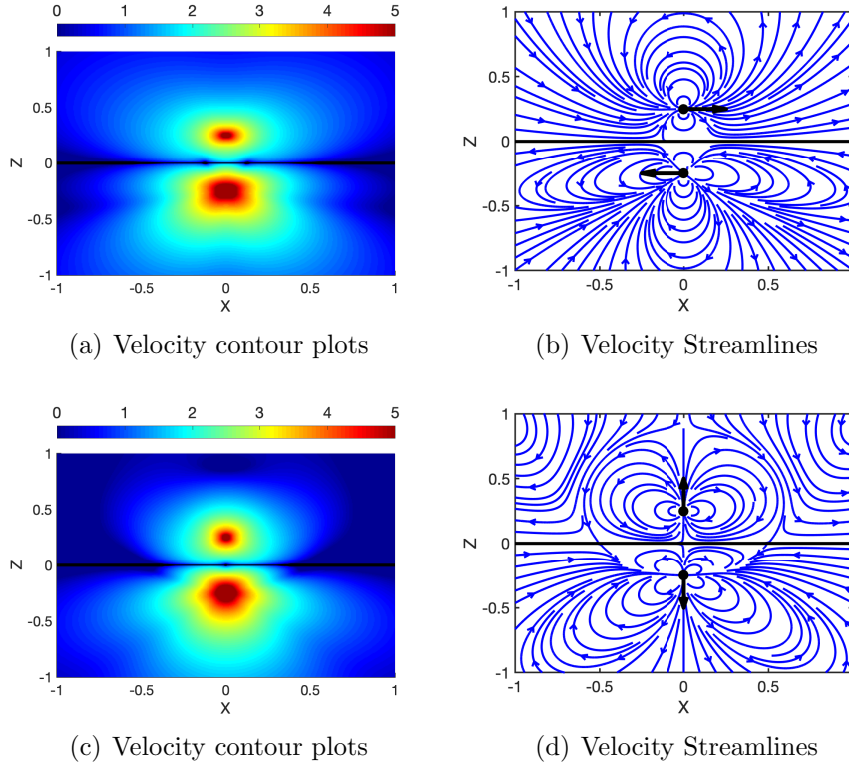 0 1 2 3 4 5
1
0.5
Z
0
-0.5
-1
-1 -0.5 0 0.5 1
X
(a) Velocity contour plots
1
0.5
Z
0
-0.5
-1
-1 -0.5 0 0.5
X
(b) Velocity Streamlines
0 1 2 3 4 5
1
0.5
Z
0
-0.5
-1
-1 -0.5 0 0.5 1
X
(c) Velocity contour plots
1
0.5
Z
0
-0.5
-1
-1 -0.5 0 0.5
X
(d) Velocity Streamlines